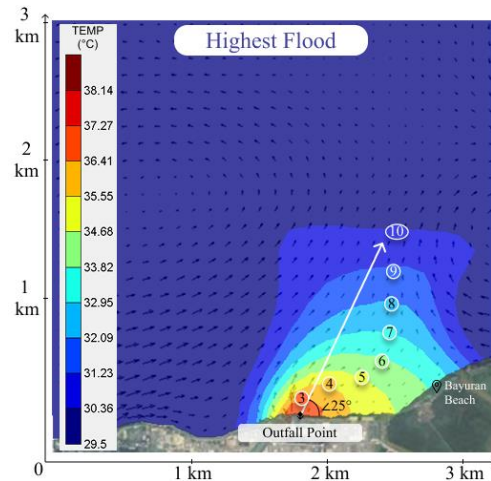 3
km
TEMP
(°C)
Highest Flood
38.14
37.27
36.41
35.55
34.68
33.82
32.95
32.09
31.23
30.36
29.5
2
km
1
km
10
9
8
7
6
5
4
3
∠25°
Bayuran
Beach
Outfall Point
0
1 km
2 km
3 km